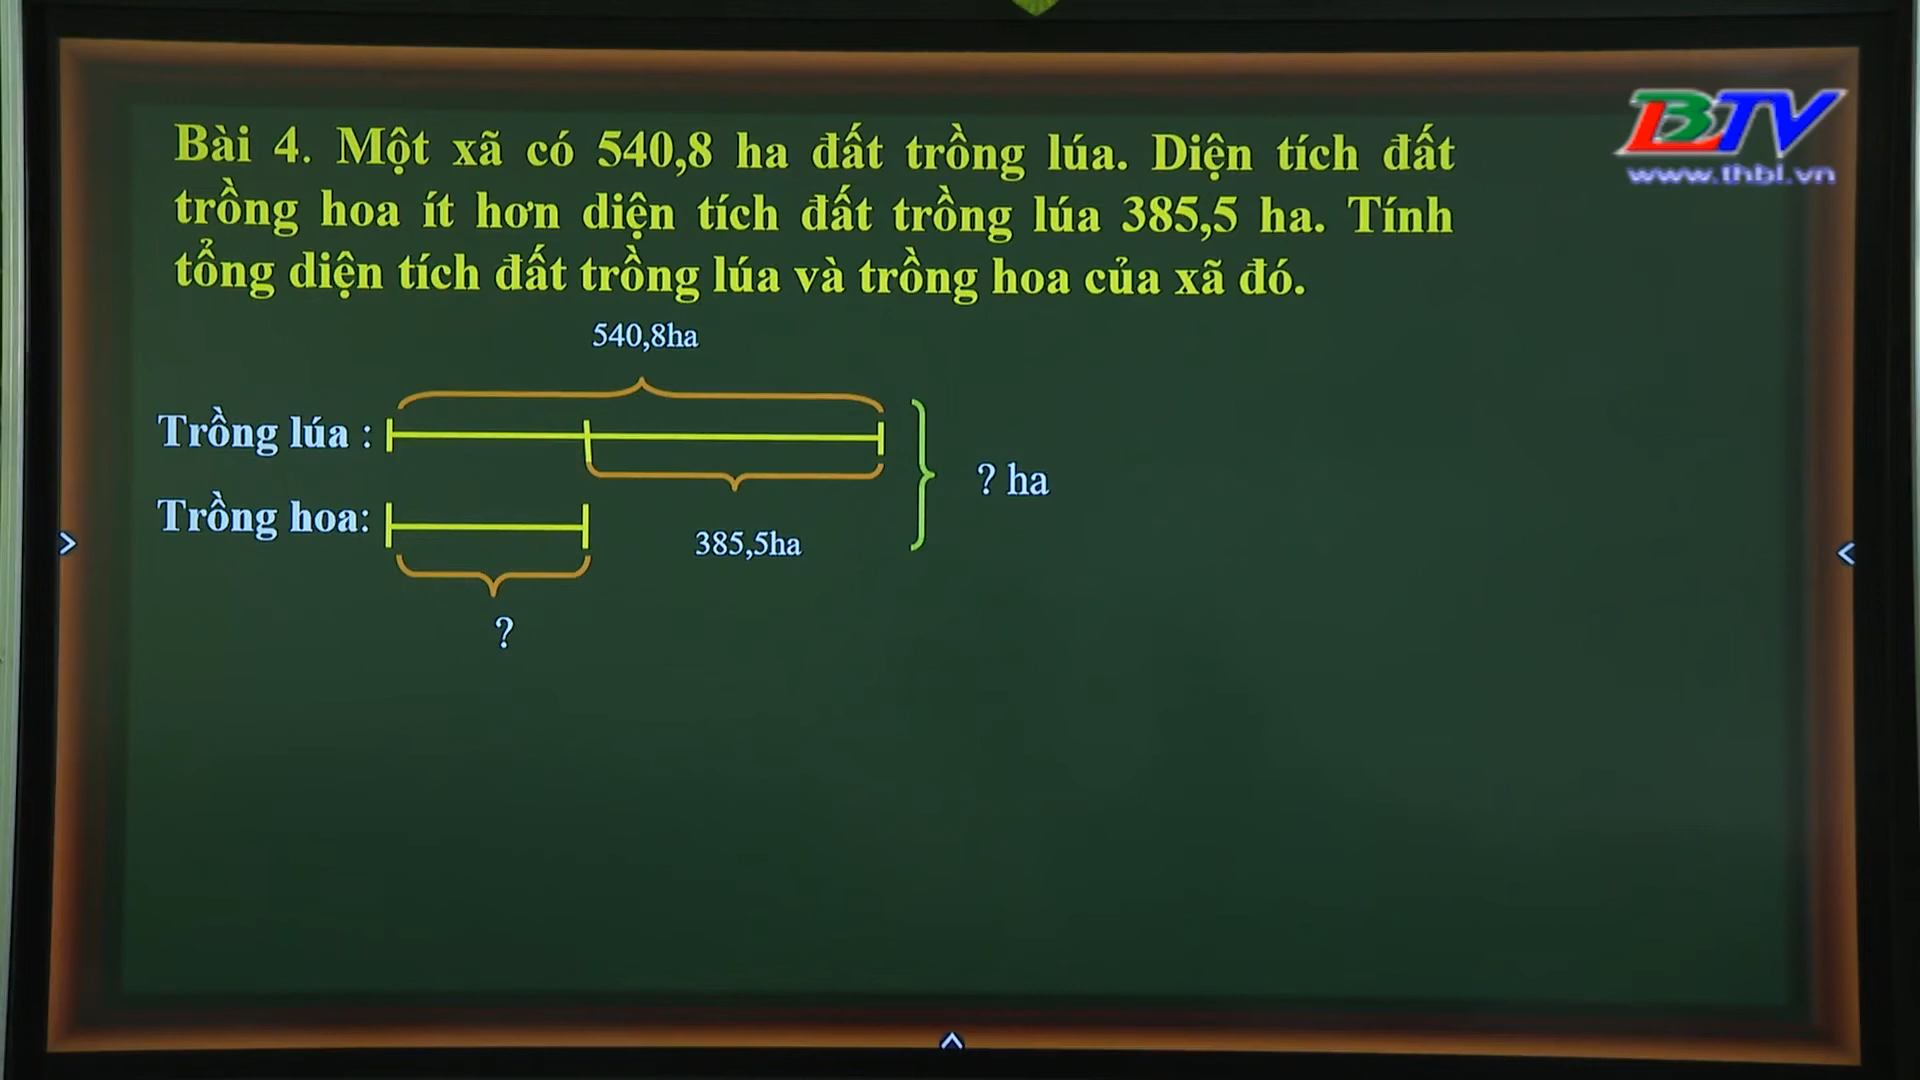 BTV
www.thbl.vn
Bài 4. Một xã có 540,8 ha đất trồng lúa. Diện tích đất
trồng hoa ít hơn diện tích đất trồng lúa 385,5 ha. Tính
tổng diện tích đất trồng lúa và trồng hoa của xã đó.
540,8ha
Trồng lúa :
? ha
Trồng hoa:
385,5ha
?